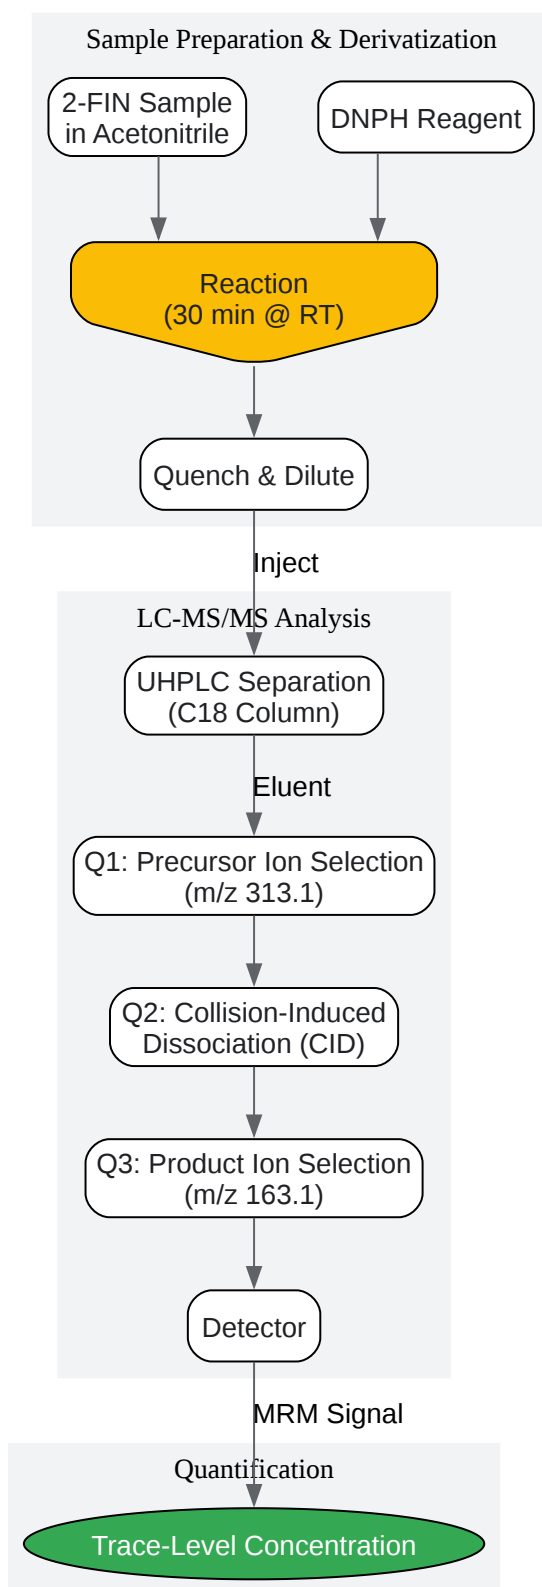 Sample Preparation & Derivatization
2-FIN Sample
in Acetonitrile
DNPH Reagent
Reaction
(30 min @ RT)
Quench & Dilute
Inject
LC-MS/MS Analysis
UHPLC Separation
(C18 Column)
Eluent
Q1: Precursor Ion Selection
(m/z 313.1)
Q2: Collision-Induced
Dissociation (CID)
Q3: Product Ion Selection
(m/z 163.1)
Detector
MRM Signal
Quantification
Trace-Level Concentration